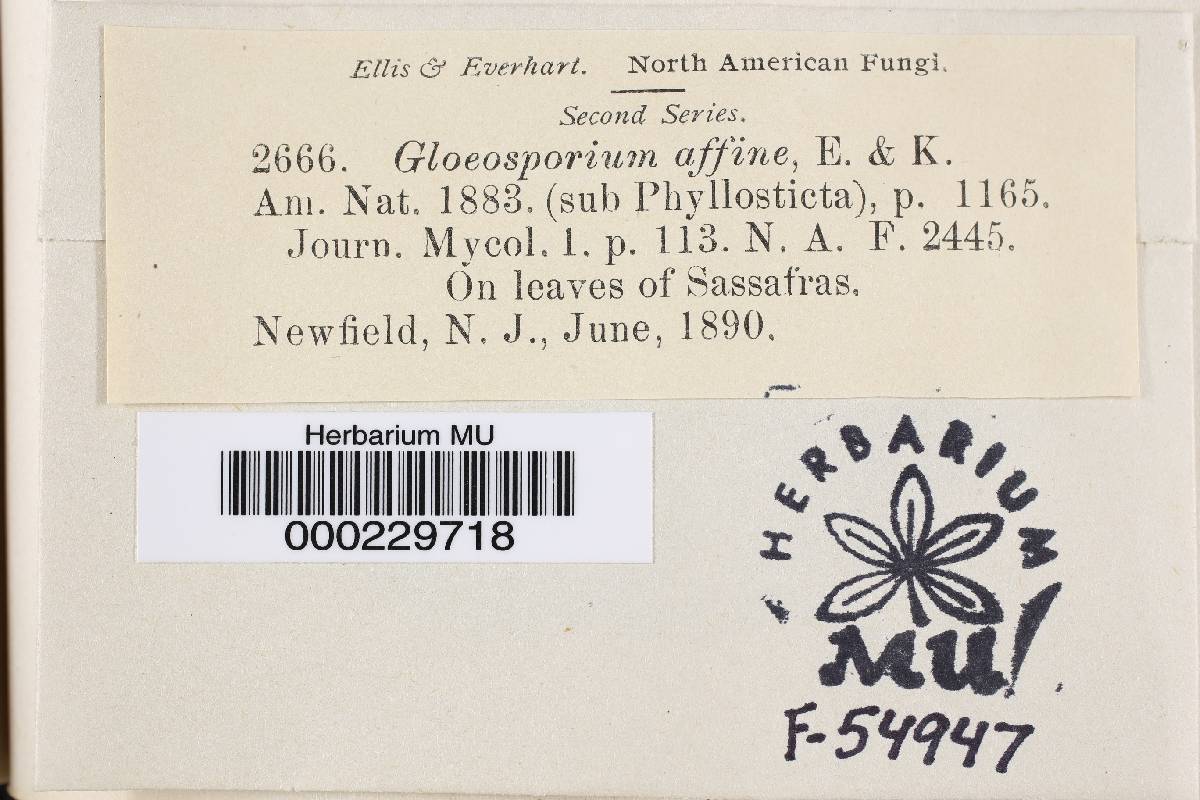 Ellis & Everhart. North American Fungi.
Second Series.
2666. Gloeosporium affine, E. & K.
Am. Nat. 1883. (sub Phyllosticta), p. 1165.
Journ. Mycol. 1. p. 113. N. A. F. 2445.
On leaves of Sassafras.
Newfield, N. J., June, 1890.
Herbarium MU
000229718
HERBARIUM
MU
F-54947